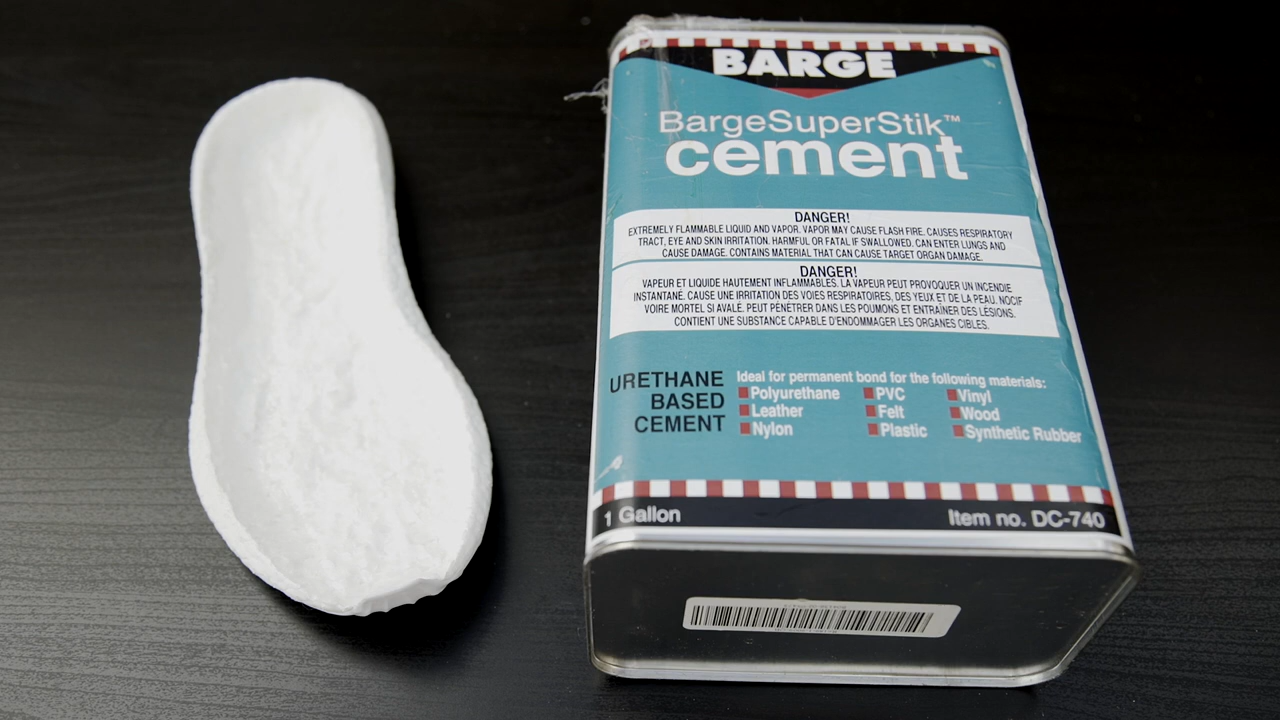 BARGE
BargeSuperStik™
cement
DANGER!
EXTREMELY FLAMMABLE LIQUID AND VAPOR. VAPOR MAY CAUSE FLASH FIRE. CAUSES RESPIRATORY
TRACT, EYE AND SKIN IRRITATION. HARMFUL OR FATAL IF SWALLOWED. CAN ENTER LUNGS AND
CAUSE DAMAGE. CONTAINS MATERIAL THAT CAN CAUSE TARGET ORGAN DAMAGE.
DANGER!
VAPEUR ET LIQUIDE HAUTEMENT INFLAMMABLES. LA VAPEUR PEUT PROVOQUER UN INCENDIE
INSTANTANÉ. CAUSE UNE IRRITATION DES VOIES RESPIRATOIRES, DES YEUX ET DE LA PEAU. NOCIF
VOIRE MORTEL SI AVALÉ. PEUT PÉNÉTRER DANS LES POUMONS ET ENTRAÎNER DES LÉSIONS.
CONTIENT UNE SUBSTANCE CAPABLE D'ENDOMMAGER LES ORGANES CIBLES.
URETHANE
BASED
CEMENT
Ideal for permanent bond for the following materials:
Polyurethane PVC Vinyl
Leather Felt Wood
Nylon Plastic Synthetic Rubber
1 Gallon Item no. DC-740